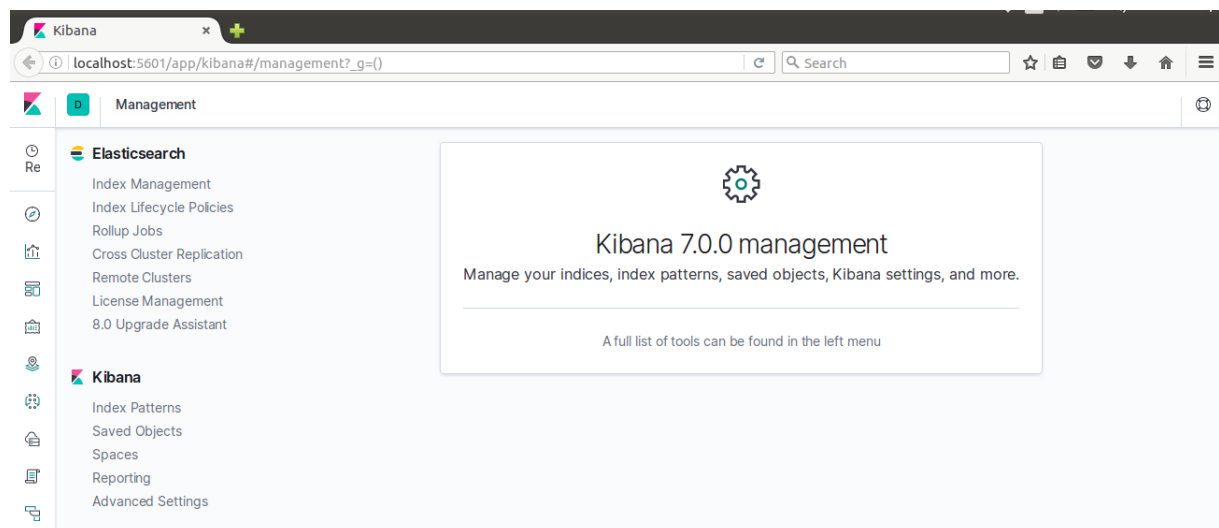 Kibana
localhost:5601/app/kibana#/management?_g=()
Search
D
Management
Re
Elasticsearch
Index Management
Index Lifecycle Policies
Rollup Jobs
Cross Cluster Replication
Remote Clusters
License Management
8.0 Upgrade Assistant
Kibana
Index Patterns
Saved Objects
Spaces
Reporting
Advanced Settings
Kibana 7.0.0 management
Manage your indices, index patterns, saved objects, Kibana settings, and more.
A full list of tools can be found in the left menu